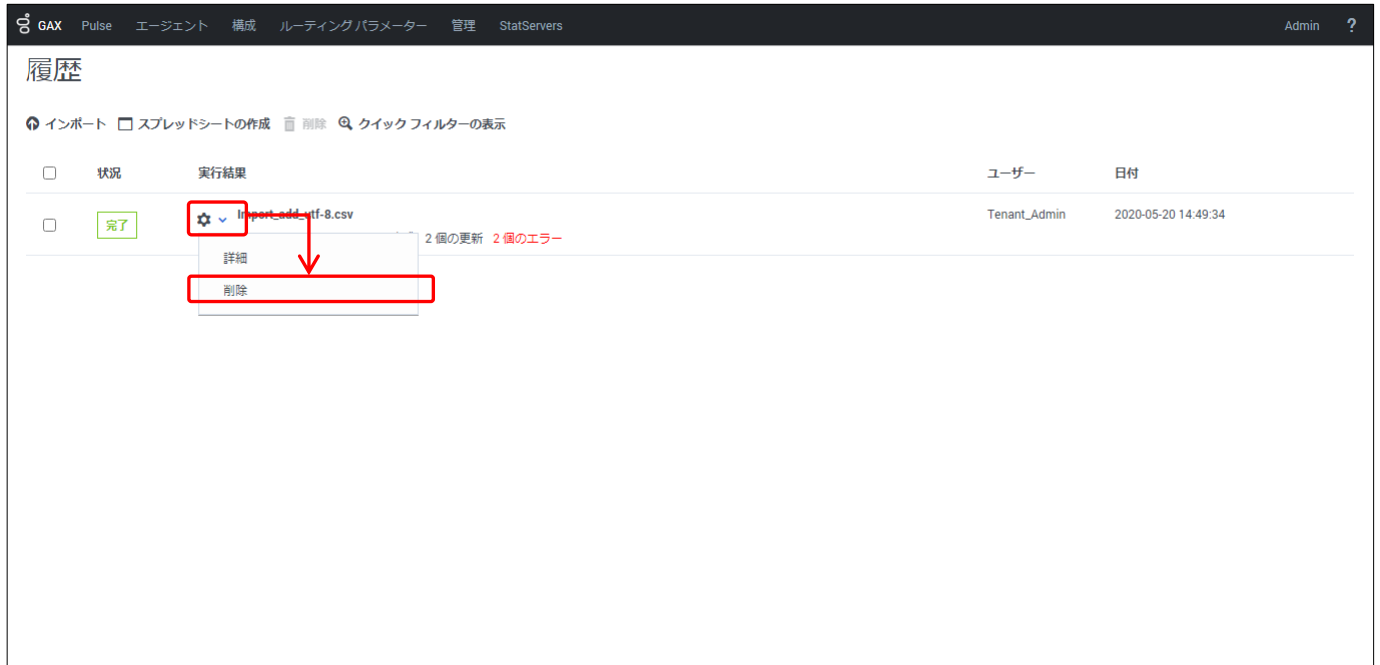 GAX Pulse エージェント 構成 ルーティング パラメーター 管理 StatServers Admin ?
履歴
インポート スプレッドシートの作成 削除 クイック フィルターの表示
状況 実行結果 ユーザー 日付
完了 Import_add_utf-8.csv Tenant_Admin 2020-05-20 14:49:34
2 個の更新 2 個のエラー
詳細
削除